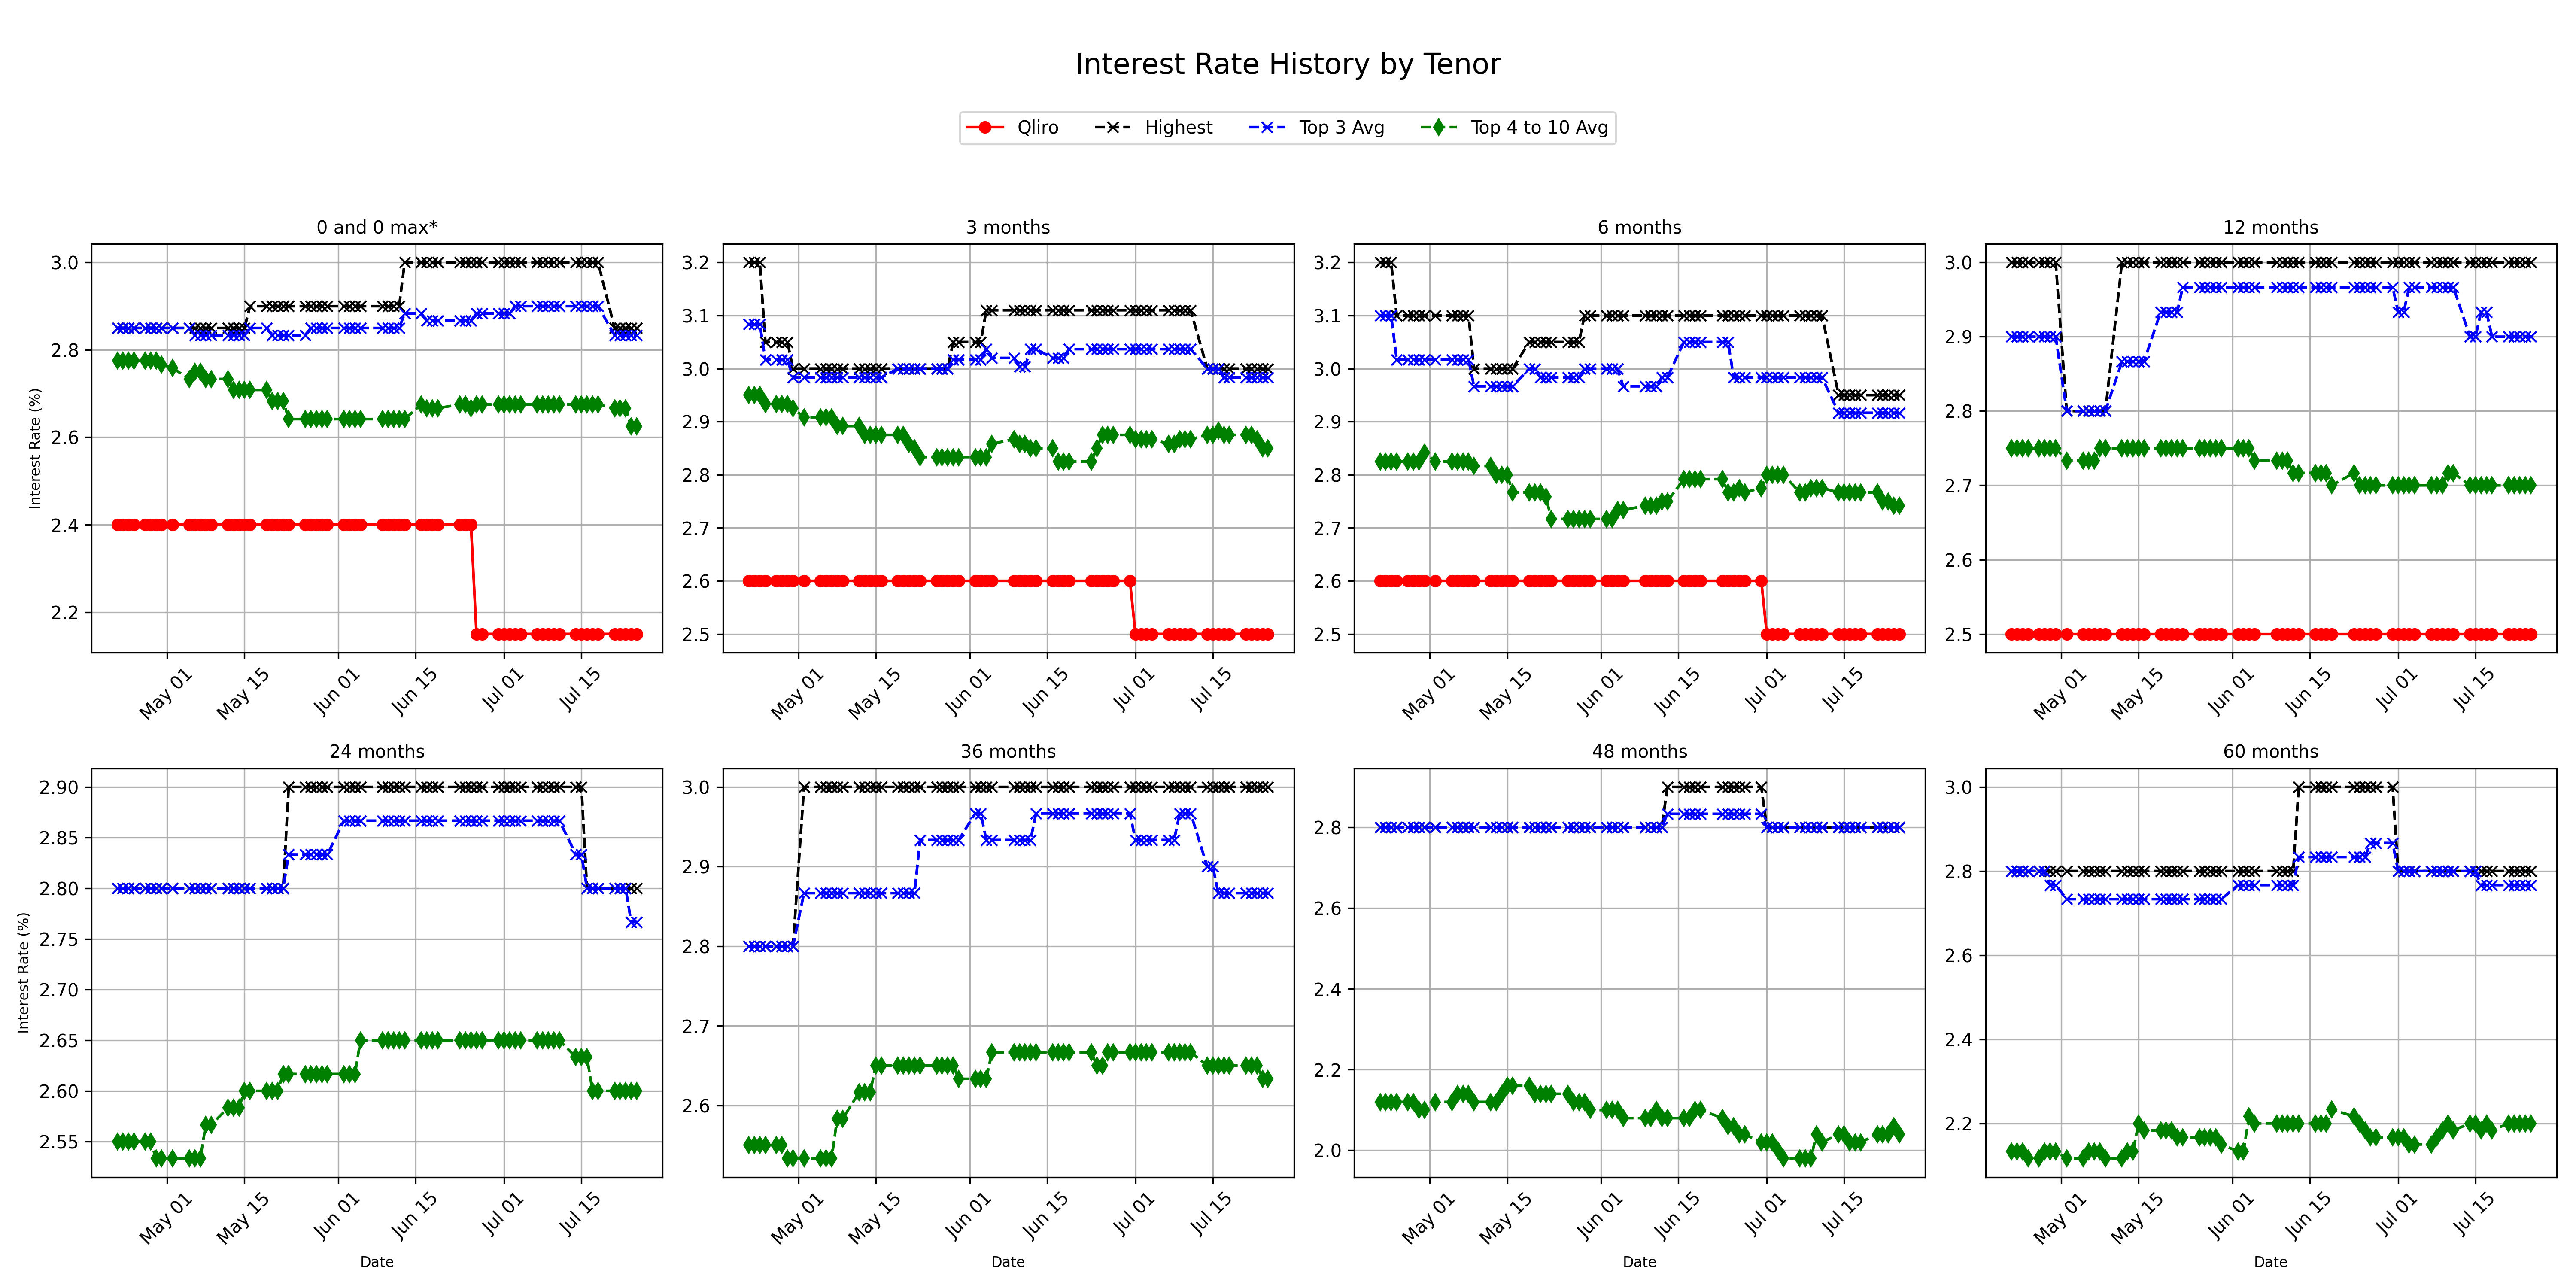 Interest Rate History by Tenor
Qliro Highest Top 3 Avg Top 4 to 10 Avg
0 and 0 max*
Interest Rate (%)
3.0
2.8
2.6
2.4
2.2
May 01 May 15 Jun 01 Jun 15 Jul 01 Jul 15
3 months
3.2
3.1
3.0
2.9
2.8
2.7
2.6
2.5
May 01 May 15 Jun 01 Jun 15 Jul 01 Jul 15
6 months
3.2
3.1
3.0
2.9
2.8
2.7
2.6
2.5
May 01 May 15 Jun 01 Jun 15 Jul 01 Jul 15
12 months
3.0
2.9
2.8
2.7
2.6
2.5
May 01 May 15 Jun 01 Jun 15 Jul 01 Jul 15
24 months
Interest Rate (%)
2.90
2.85
2.80
2.75
2.70
2.65
2.60
2.55
May 01 May 15 Jun 01 Jun 15 Jul 01 Jul 15
Date
36 months
3.0
2.9
2.8
2.7
2.6
May 01 May 15 Jun 01 Jun 15 Jul 01 Jul 15
Date
48 months
2.8
2.6
2.4
2.2
2.0
May 01 May 15 Jun 01 Jun 15 Jul 01 Jul 15
Date
60 months
3.0
2.8
2.6
2.4
2.2
May 01 May 15 Jun 01 Jun 15 Jul 01 Jul 15
Date